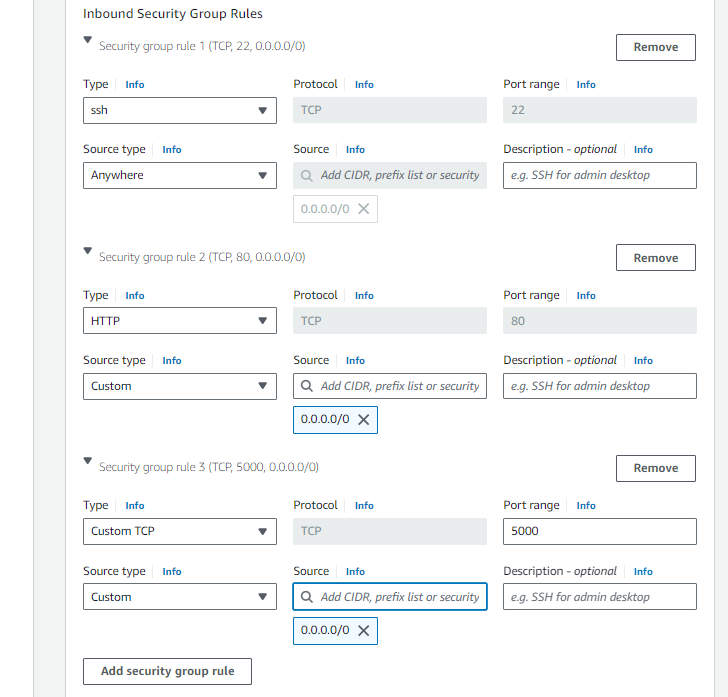 Inbound Security Group Rules
Security group rule 1 (TCP, 22, 0.0.0.0/0)
Remove
Type Info Protocol Info Port range Info
ssh TCP 22
Source type Info Source Info Description - optional Info
Anywhere Add CIDR, prefix list or security e.g. SSH for admin desktop
0.0.0.0/0
Security group rule 2 (TCP, 80, 0.0.0.0/0)
Remove
Type Info Protocol Info Port range Info
HTTP TCP 80
Source type Info Source Info Description - optional Info
Custom Add CIDR, prefix list or security e.g. SSH for admin desktop
0.0.0.0/0
Security group rule 3 (TCP, 5000, 0.0.0.0/0)
Remove
Type Info Protocol Info Port range Info
Custom TCP TCP 5000
Source type Info Source Info Description - optional Info
Custom Add CIDR, prefix list or security e.g. SSH for admin desktop
0.0.0.0/0
Add security group rule